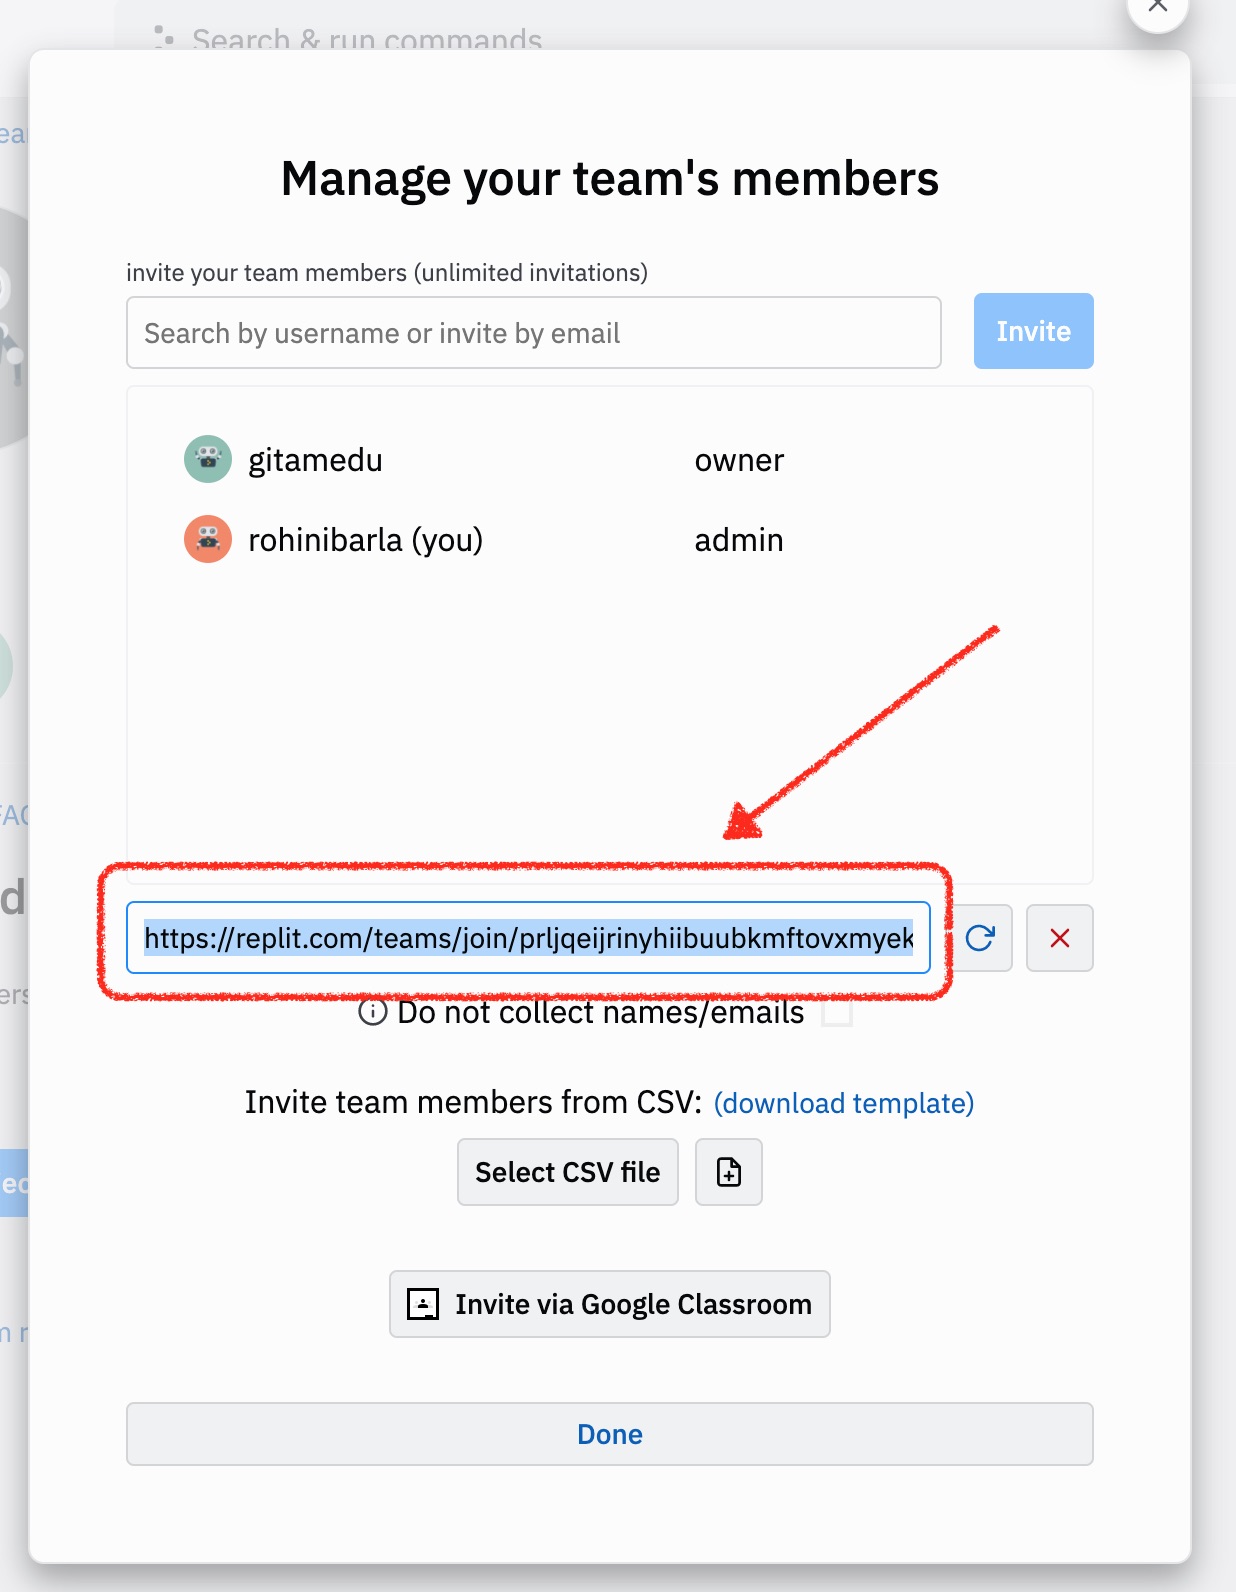 Search & run commands
Manage your team's members
invite your team members (unlimited invitations)
Search by username or invite by email
Invite
gitamedu owner
rohinibarla (you) admin
https://replit.com/teams/join/prljqeijrinyhiibuubkmftovxmyek
Do not collect names/emails
Invite team members from CSV: (download template)
Select CSV file
Invite via Google Classroom
Done